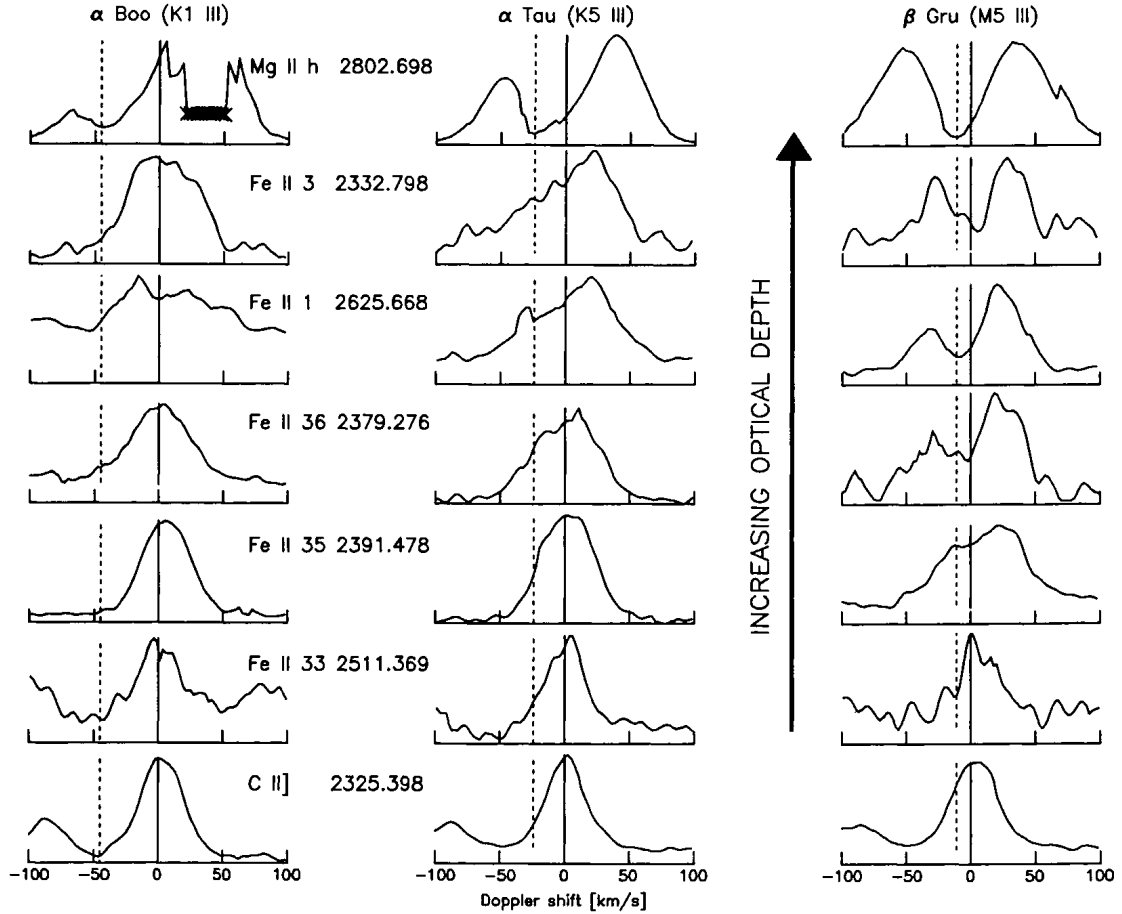 α Boo (K1 III)
α Tau (K5 III)
β Gru (M5 III)
Mg II h 2802.698
Fe II 3 2332.798
Fe II 1 2625.668
Fe II 36 2379.276
Fe II 35 2391.478
Fe II 33 2511.369
C II] 2325.398
INCREASING OPTICAL DEPTH
-100 -50 0 50 100
-100 -50 0 50 100
-100 -50 0 50 100
Doppler shift [km/s]